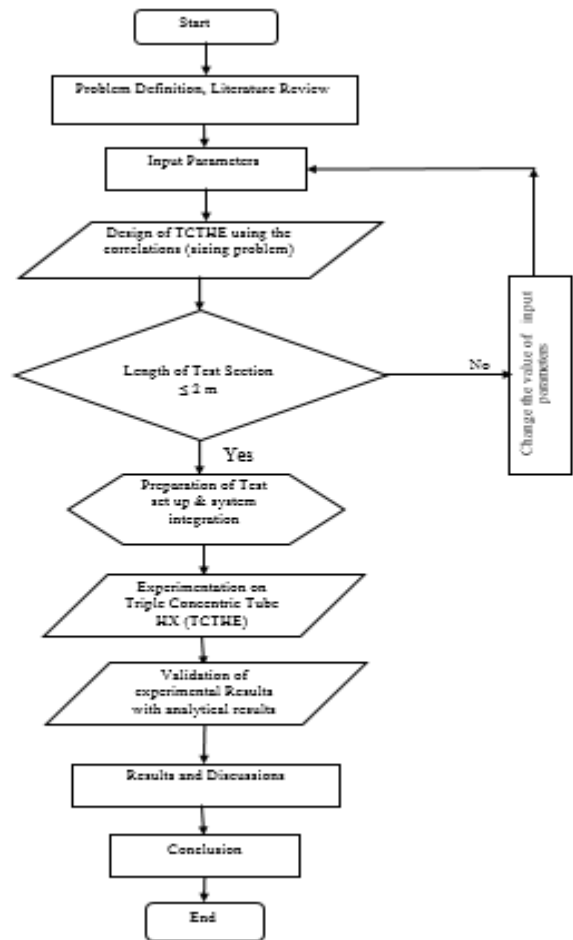 Start
Problem Definition, Literature Review
Input Parameters
Design of TCTHE using the
correlations (sizing problem)
Length of Test Section
≤ 2 m
No
Change the value of input
parameters
Yes
Preparation of Test
set up & system
integration
Experimentation on
Triple Concentric Tube
HX (TCTHE)
Validation of
experimental Results
with analytical results
Results and Discussions
Conclusion
End